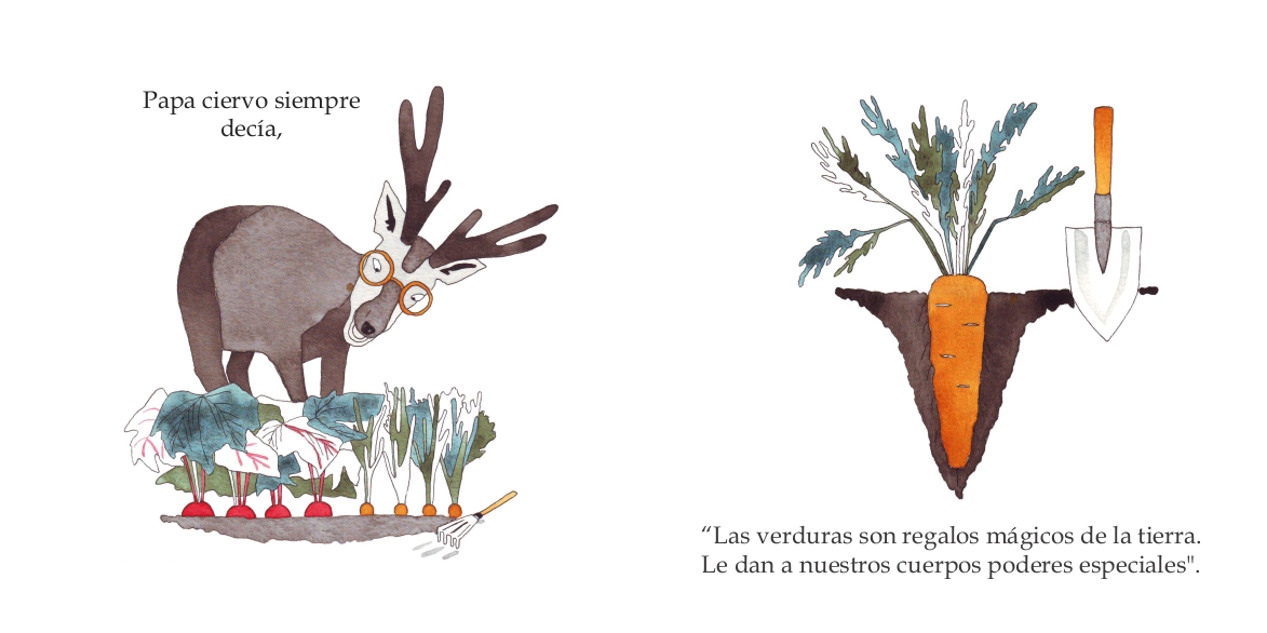 Papa ciervo siempre
decía,
“Las verduras son regalos mágicos de la tierra.
Le dan a nuestros cuerpos poderes especiales".